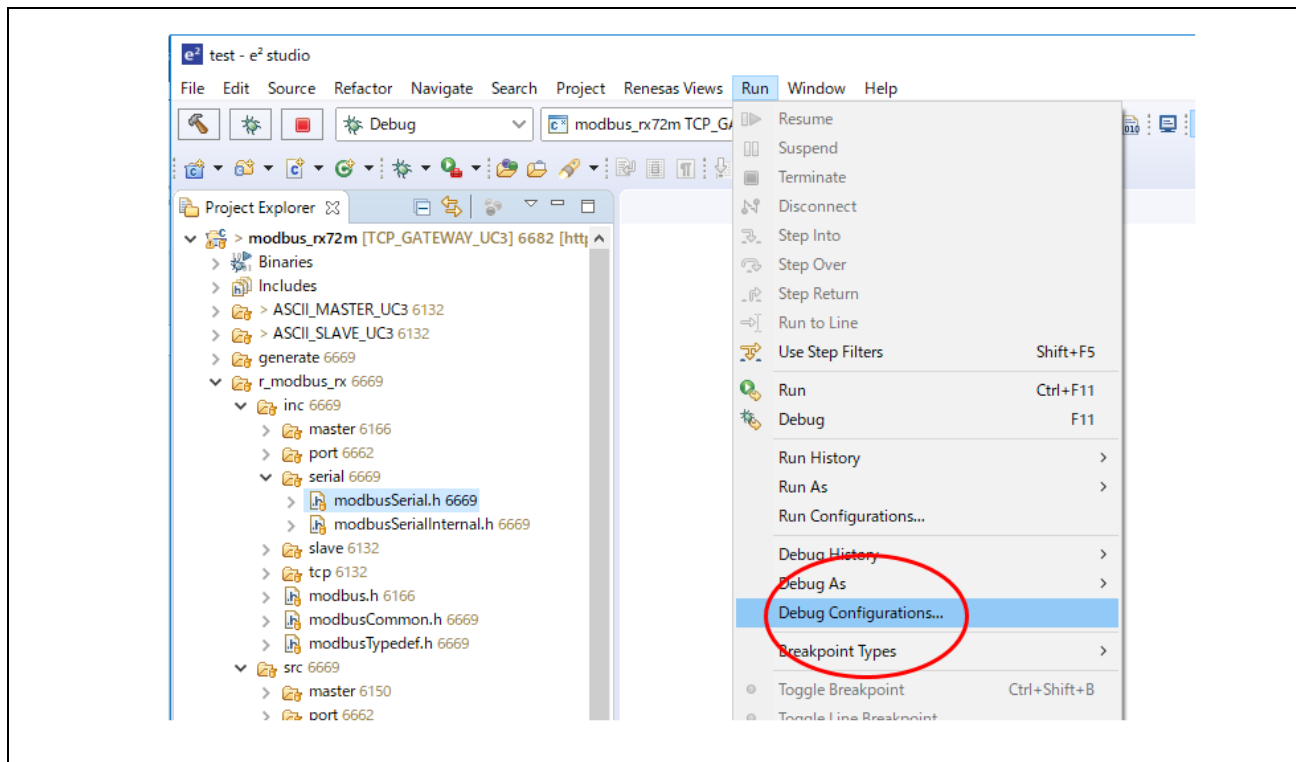 e² test - e² studio
File Edit Source Refactor Navigate Search Project Renesas Views Run Window Help
Debug
modbus_rx72m TCP_GA
Project Explorer
> modbus_rx72m [TCP_GATEWAY_UC3] 6682 [http
Binaries
Includes
> ASCII_MASTER_UC3 6132
> ASCII_SLAVE_UC3 6132
generate 6669
r_modbus_rx 6669
inc 6669
master 6166
port 6662
serial 6669
modbusSerial.h 6669
modbusSerialInternal.h 6669
slave 6132
tcp 6132
modbus.h 6166
modbusCommon.h 6669
modbusTypedef.h 6669
src 6669
master 6150
port 6662
Resume
Suspend
Terminate
Disconnect
Step Into
Step Over
Step Return
Run to Line
Use Step Filters Shift+F5
Run Ctrl+F11
Debug F11
Run History
Run As
Run Configurations...
Debug History
Debug As
Debug Configurations...
Breakpoint Types
Toggle Breakpoint Ctrl+Shift+B
Toggle Line Breakpoint
010